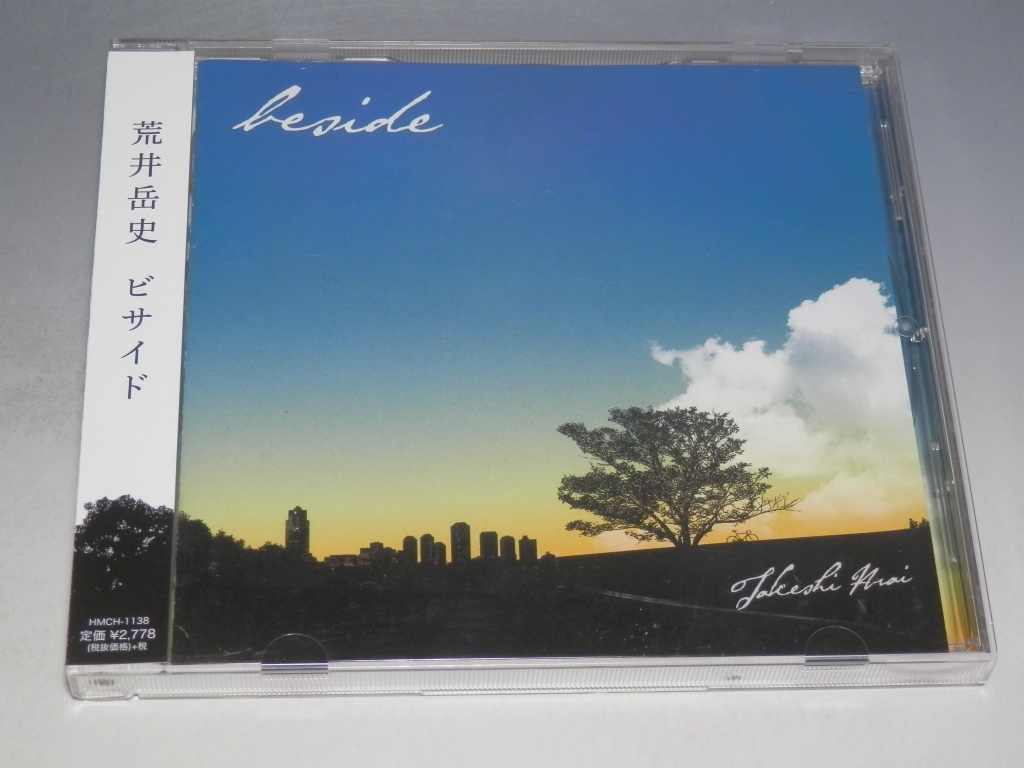 荒井岳史 ビサイド
beside
Takeshi Arai
HMCH-1138
定価 ¥2,778
(税抜価格)+税